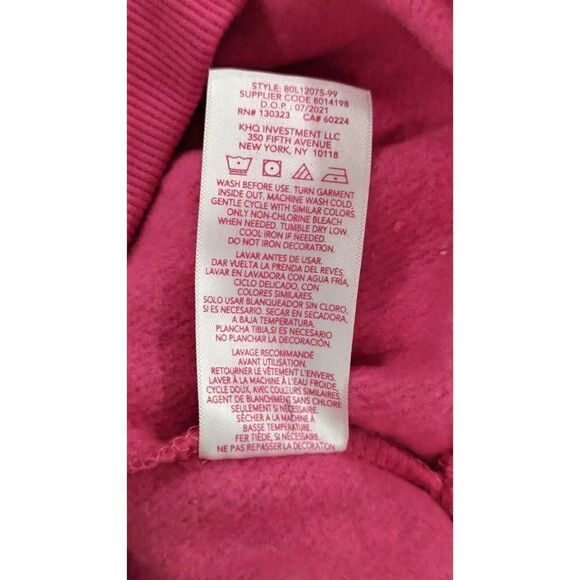 STYLE: 80L12075-99
SUPPLIER CODE 8014198
D.O.P.: 07/2021
RN# 130323 CA# 60224
KHQ INVESTMENT LLC
350 FIFTH AVENUE
NEW YORK, NY 10118
WASH BEFORE USE. TURN GARMENT
INSIDE OUT. MACHINE WASH COLD,
GENTLE CYCLE WITH SIMILAR COLORS.
ONLY NON-CHLORINE BLEACH
WHEN NEEDED. TUMBLE DRY LOW.
COOL IRON IF NEEDED.
DO NOT IRON DECORATION.
LAVAR ANTES DE USAR.
DAR VUELTA LA PRENDA DEL REVÉS,
LAVAR EN LAVADORA CON AGUA FRÍA,
CICLO DELICADO, CON
COLORES SIMILARES.
SOLO USAR BLANQUEADOR SIN CLORO,
SI ES NECESARIO. SECAR EN SECADORA,
A BAJA TEMPERATURA.
PLANCHA TIBIA,SI ES NECESARIO.
NO PLANCHAR LA DECORACIÓN.
LAVAGE RECOMMANDÉ
AVANT UTILISATION.
RETOURNER LE VÊTEMENT L'ENVERS.
LAVER À LA MACHINE À L'EAU FROIDE,
CYCLE DOUX, AVEC COULEURS SIMILAIRES.
AGENT DE BLANCHIMENT SANS CHLORE
SEULEMENT SI NÉCESSAIRE.
SÉCHER À LA MACHINE À
BASSE TEMPÉRATURE.
FER TIÈDE, SI NÉCESSAIRE.
NE PAS REPASSER LA DECORATION